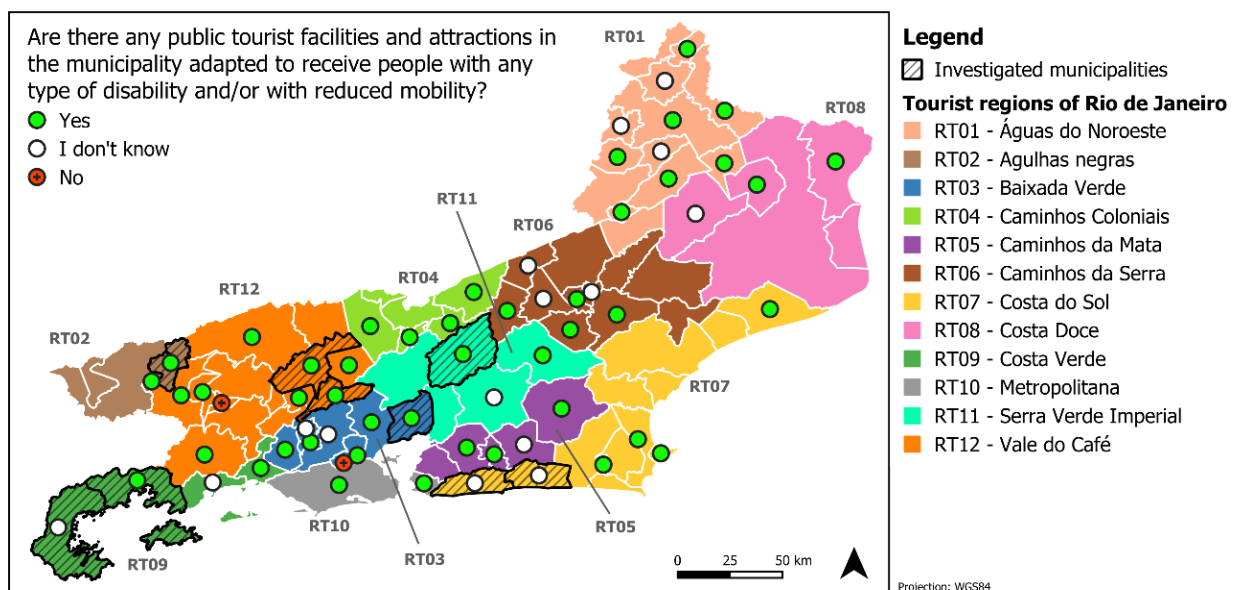 Are there any public tourist facilities and attractions in
the municipality adapted to receive people with any
type of disability and/or with reduced mobility?
Yes
I don't know
No
RT01
RT08
RT11
RT06
RT04
RT12
RT02
RT07
RT05
RT10
RT03
RT09
0 25 50 km
Legend
Investigated municipalities
Tourist regions of Rio de Janeiro
RT01 - Águas do Noroeste
RT02 - Agulhas negras
RT03 - Baixada Verde
RT04 - Caminhos Coloniais
RT05 - Caminhos da Mata
RT06 - Caminhos da Serra
RT07 - Costa do Sol
RT08 - Costa Doce
RT09 - Costa Verde
RT10 - Metropolitana
RT11 - Serra Verde Imperial
RT12 - Vale do Café
Projection: WGS84